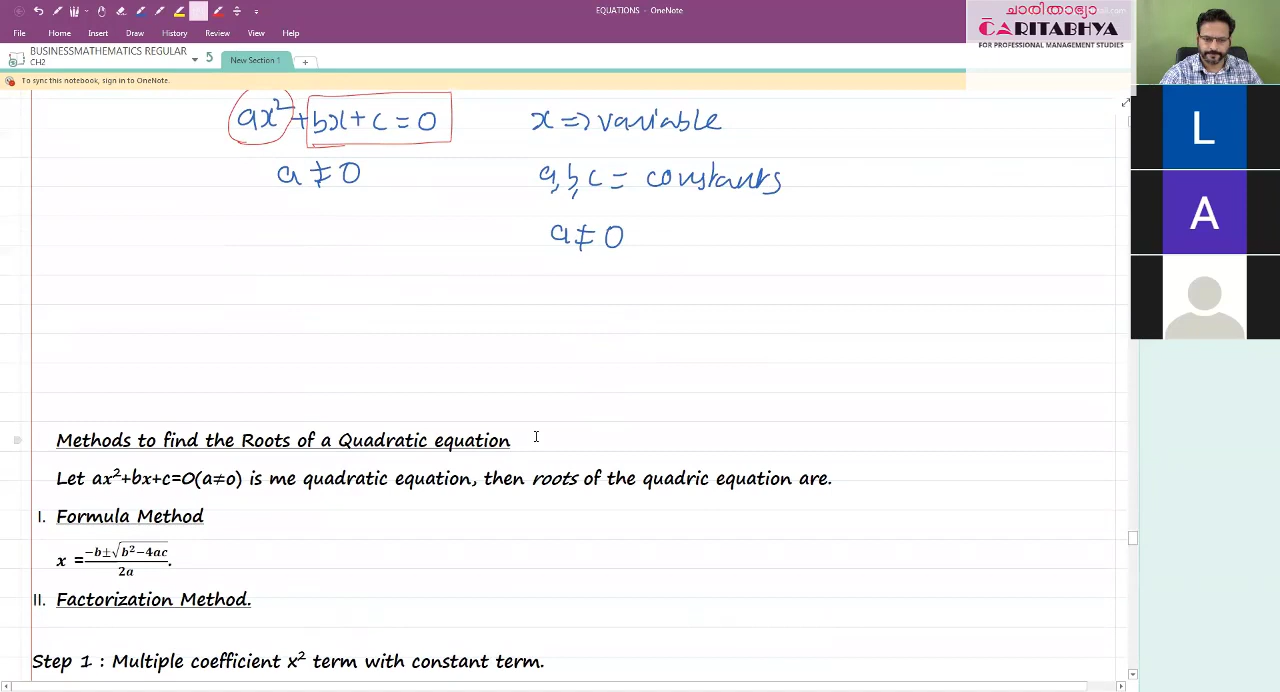 EQUATIONS - OneNote
ചാരിതാഭ്യാ
CARITABHYA
FOR PROFESSIONAL MANAGEMENT STUDIES
File Home Insert Draw History Review View Help
BUSINESSMATHEMATICS REGULAR
CH2
New Section 1
To sync this notebook, sign in to OneNote.
ax²+bx+c=0 x=>variable
a≠0 a,b,c = constants
a≠0
L
A
Methods to find the Roots of a Quadratic equation
Let ax²+bx+c=0(a≠0) is me quadratic equation, then roots of the quadric equation are.
I. Formula Method
x =(-b±√(b²-4ac))/2a.
II. Factorization Method.
Step 1 : Multiple coefficient x² term with constant term.